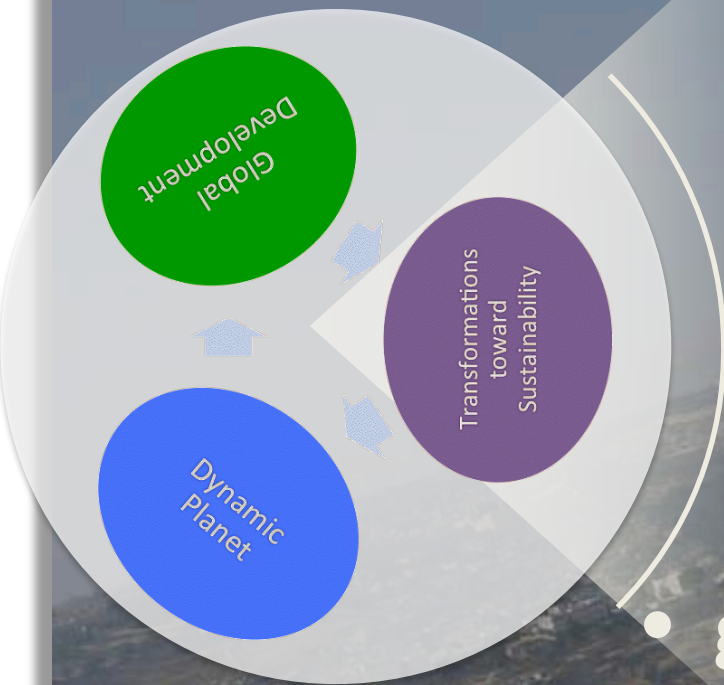 Global
Development
Transformations
toward
Sustainability
Dynamic
Planet